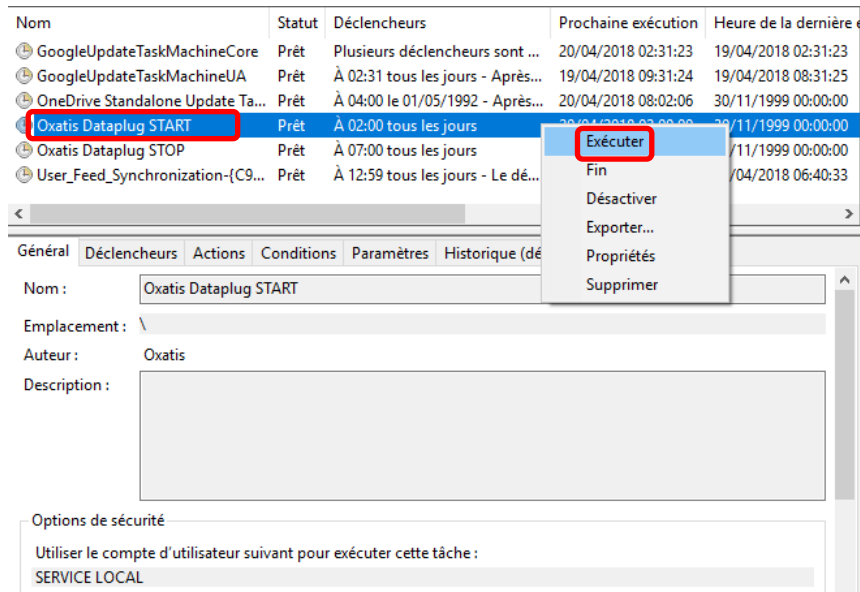 Nom Statut Déclencheurs Prochaine exécution Heure de la dernière e
GoogleUpdateTaskMachineCore Prêt Plusieurs déclencheurs sont ... 20/04/2018 02:31:23 19/04/2018 02:31:23
GoogleUpdateTaskMachineUA Prêt À 02:31 tous les jours - Après... 19/04/2018 09:31:24 19/04/2018 08:31:25
OneDrive Standalone Update Ta... Prêt À 04:00 le 01/05/1992 - Après... 20/04/2018 08:02:06 30/11/1999 00:00:00
Oxatis Dataplug START Prêt À 02:00 tous les jours /11/1999 00:00:00
Oxatis Dataplug STOP Prêt À 07:00 tous les jours /11/1999 00:00:00
User_Feed_Synchronization-{C9... Prêt À 12:59 tous les jours - Le dé... /04/2018 06:40:33
Exécuter
Fin
Désactiver
Exporter...
Propriétés
Supprimer
Général Déclencheurs Actions Conditions Paramètres Historique (dé
Nom : Oxatis Dataplug START
Emplacement : \
Auteur : Oxatis
Description :
Options de sécurité
Utiliser le compte d'utilisateur suivant pour exécuter cette tâche :
SERVICE LOCAL